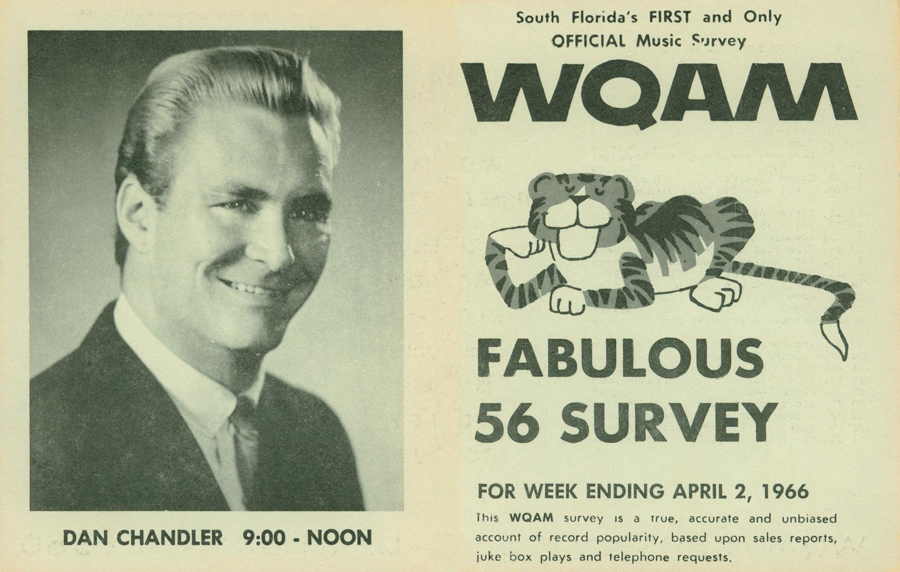 DAN CHANDLER 9:00 - NOON
South Florida's FIRST and Only
OFFICIAL Music Survey
WQAM
FABULOUS
56 SURVEY
FOR WEEK ENDING APRIL 2, 1966
This WQAM survey is a true, accurate and unbiased
account of record popularity, based upon sales reports,
juke box plays and telephone requests.